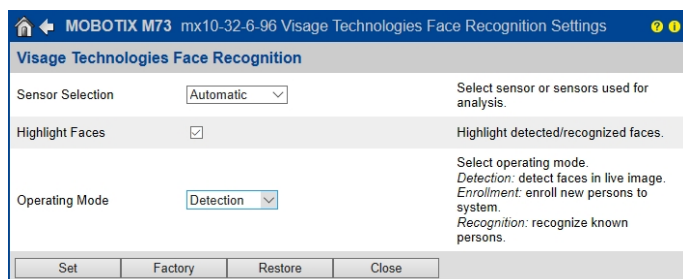 MOBOTIX M73 mx10-32-6-96 Visage Technologies Face Recognition Settings ? i
Visage Technologies Face Recognition
Sensor Selection
Automatic
Select sensor or sensors used for
analysis.
Highlight Faces
Highlight detected/recognized faces.
Operating Mode
Detection
Select operating mode.
Detection: detect faces in live image.
Enrollment: enroll new persons to
system.
Recognition: recognize known
persons.
Set Factory Restore Close